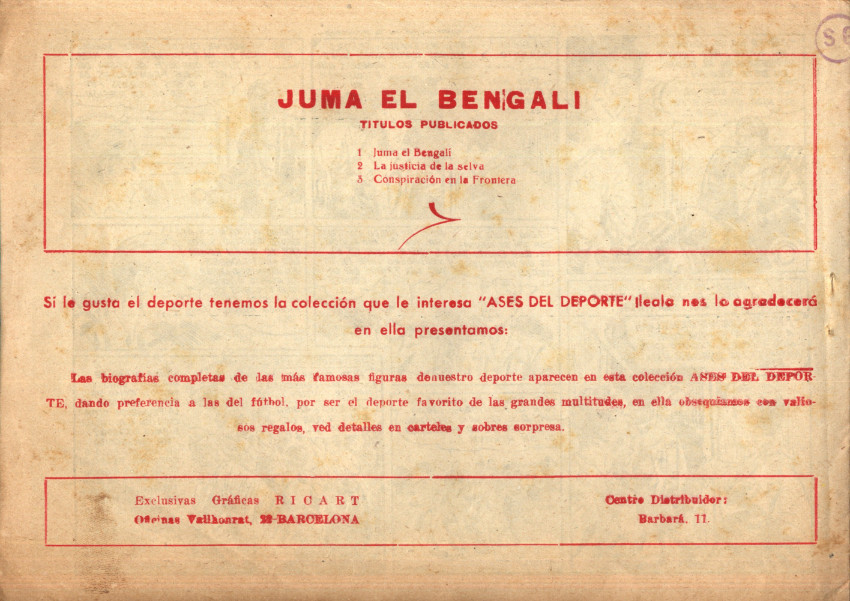 S 6
JUMA EL BENGALI
TITULOS PUBLICADOS
1 Juma el Bengalí
2 La justicia de la selva
3 Conspiración en la Frontera
Si le gusta el deporte tenemos la colección que le interesa "ASES DEL DEPORTE" lleala nos lo agradecerá
en ella presentamos:
Las biografías completas de las más famosas figuras denuestro deporte aparecen en esta colección ASES DEL DEPOR-
TE, dando preferencia a las del fútbol, por ser el deporte favorito de las grandes multitudes, en ella obsequiamos con valio-
sos regalos, ved detalles en carteles y sobres sorpresa.
Exclusivas Gráficas RICART
Oficinas Vallhonrat, 22-BARCELONA
Centro Distribuidor:
Barbará, 11.